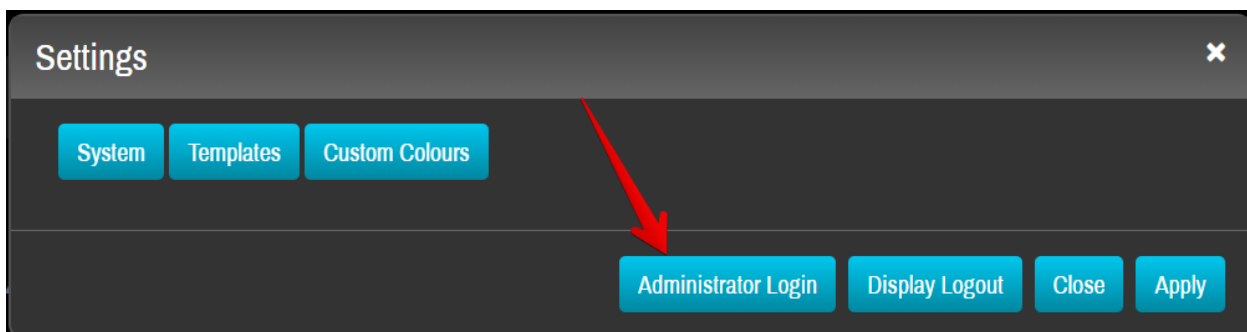 Settings
System Templates Custom Colours
Administrator Login Display Logout Close Apply